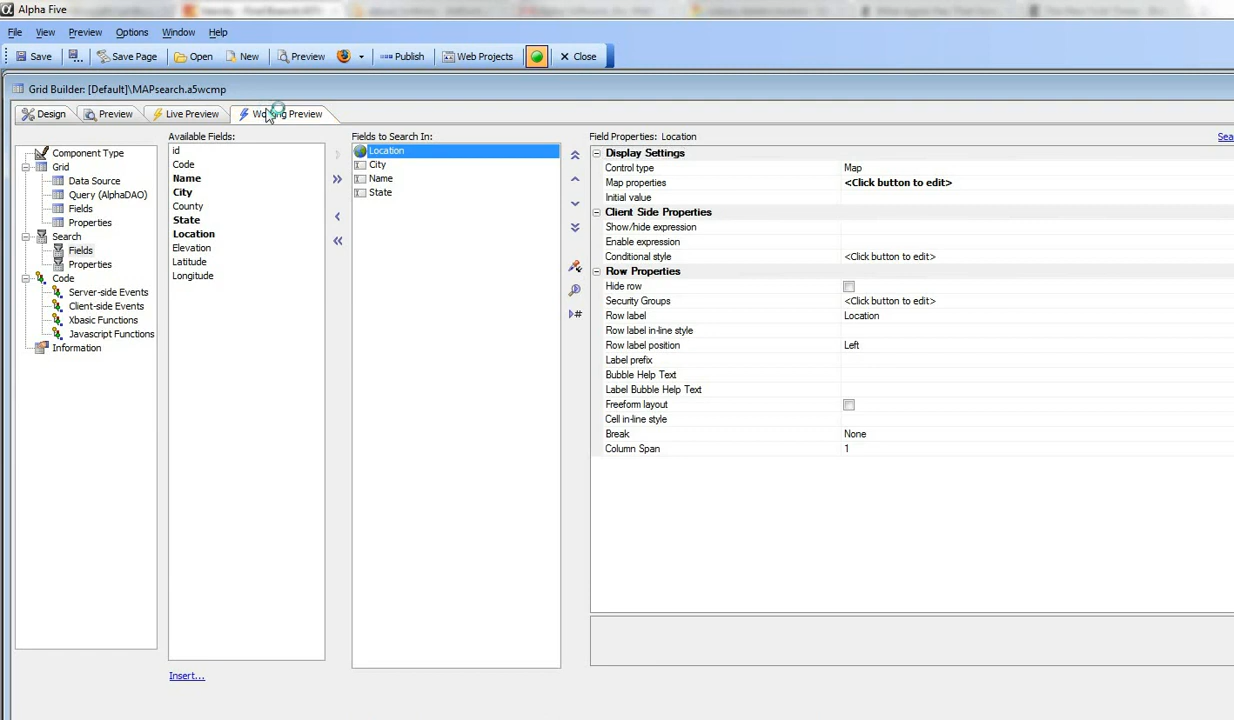 Alpha Five
File View Preview Options Window Help
Save Save Page Open New Preview Publish Web Projects Close
Grid Builder: [Default]\MAPsearch.a5wcmp
Design Preview Live Preview Working Preview
Component Type
Grid
Data Source
Query (AlphaDAO)
Fields
Properties
Search
Fields
Properties
Code
Server-side Events
Client-side Events
Xbasic Functions
Javascript Functions
Information
Available Fields:
id
Code
Name
City
County
State
Location
Elevation
Latitude
Longitude
Insert...
Fields to Search In:
Location
City
Name
State
Field Properties: Location
Sea
Display Settings
Control type Map
Map properties <Click button to edit>
Initial value
Client Side Properties
Show/hide expression
Enable expression
Conditional style <Click button to edit>
Row Properties
Hide row
Security Groups <Click button to edit>
Row label Location
Row label in-line style
Row label position Left
Label prefix
Bubble Help Text
Label Bubble Help Text
Freeform layout
Cell in-line style
Break None
Column Span 1